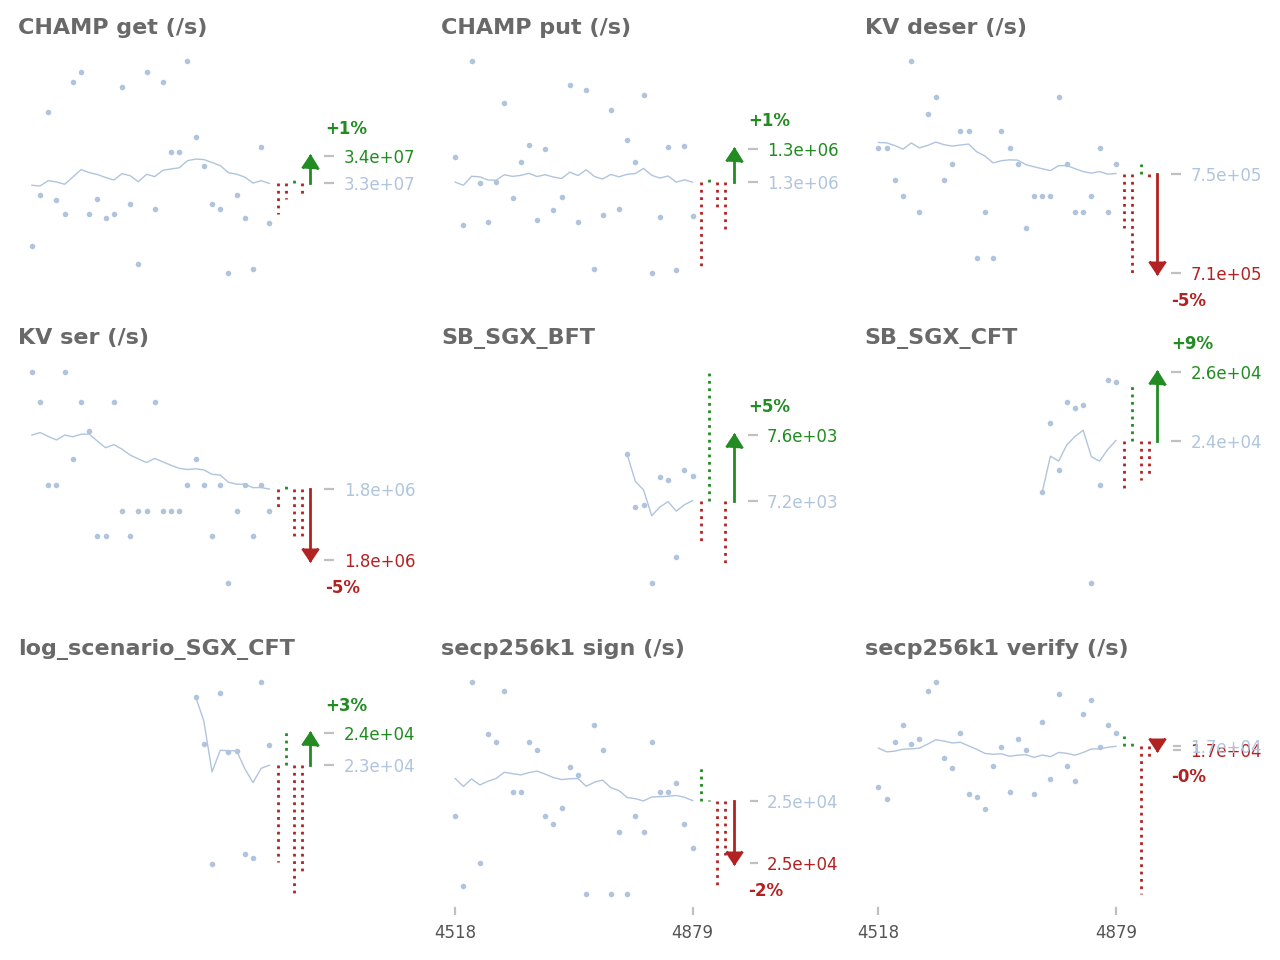 CHAMP get (/s)
+1%
3.4e+07
3.3e+07
CHAMP put (/s)
+1%
1.3e+06
1.3e+06
KV deser (/s)
7.5e+05
7.1e+05
-5%
KV ser (/s)
1.8e+06
1.8e+06
-5%
SB_SGX_BFT
+5%
7.6e+03
7.2e+03
SB_SGX_CFT
+9%
2.6e+04
2.4e+04
log_scenario_SGX_CFT
+3%
2.4e+04
2.3e+04
secp256k1 sign (/s)
2.5e+04
2.5e+04
-2%
4518 4879
secp256k1 verify (/s)
1.7e+04
1.7e+04
-0%
4518 4879